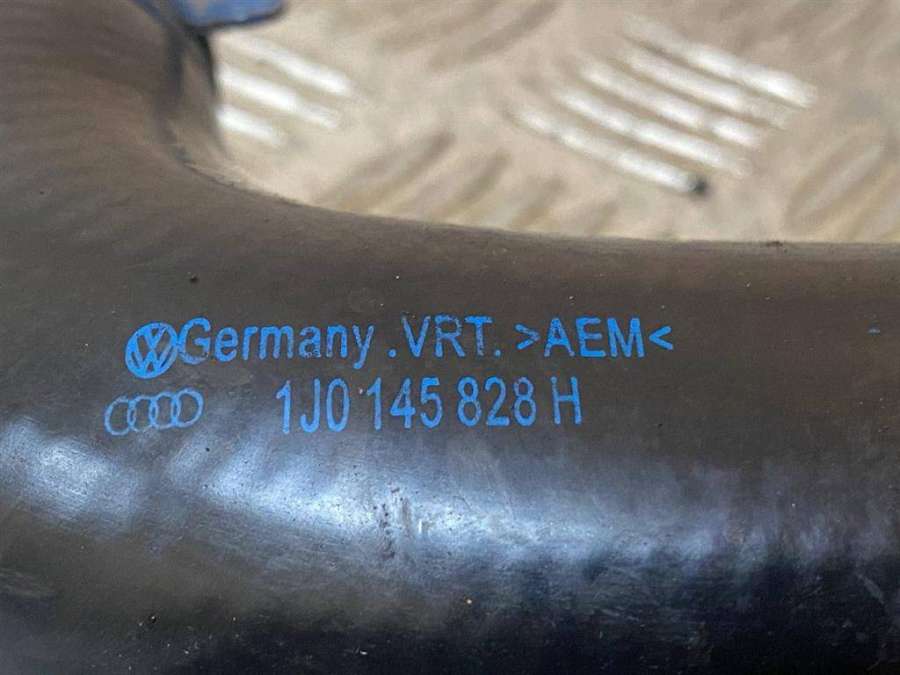 Germany .VRT. >AEM<
1J0 145 828 H